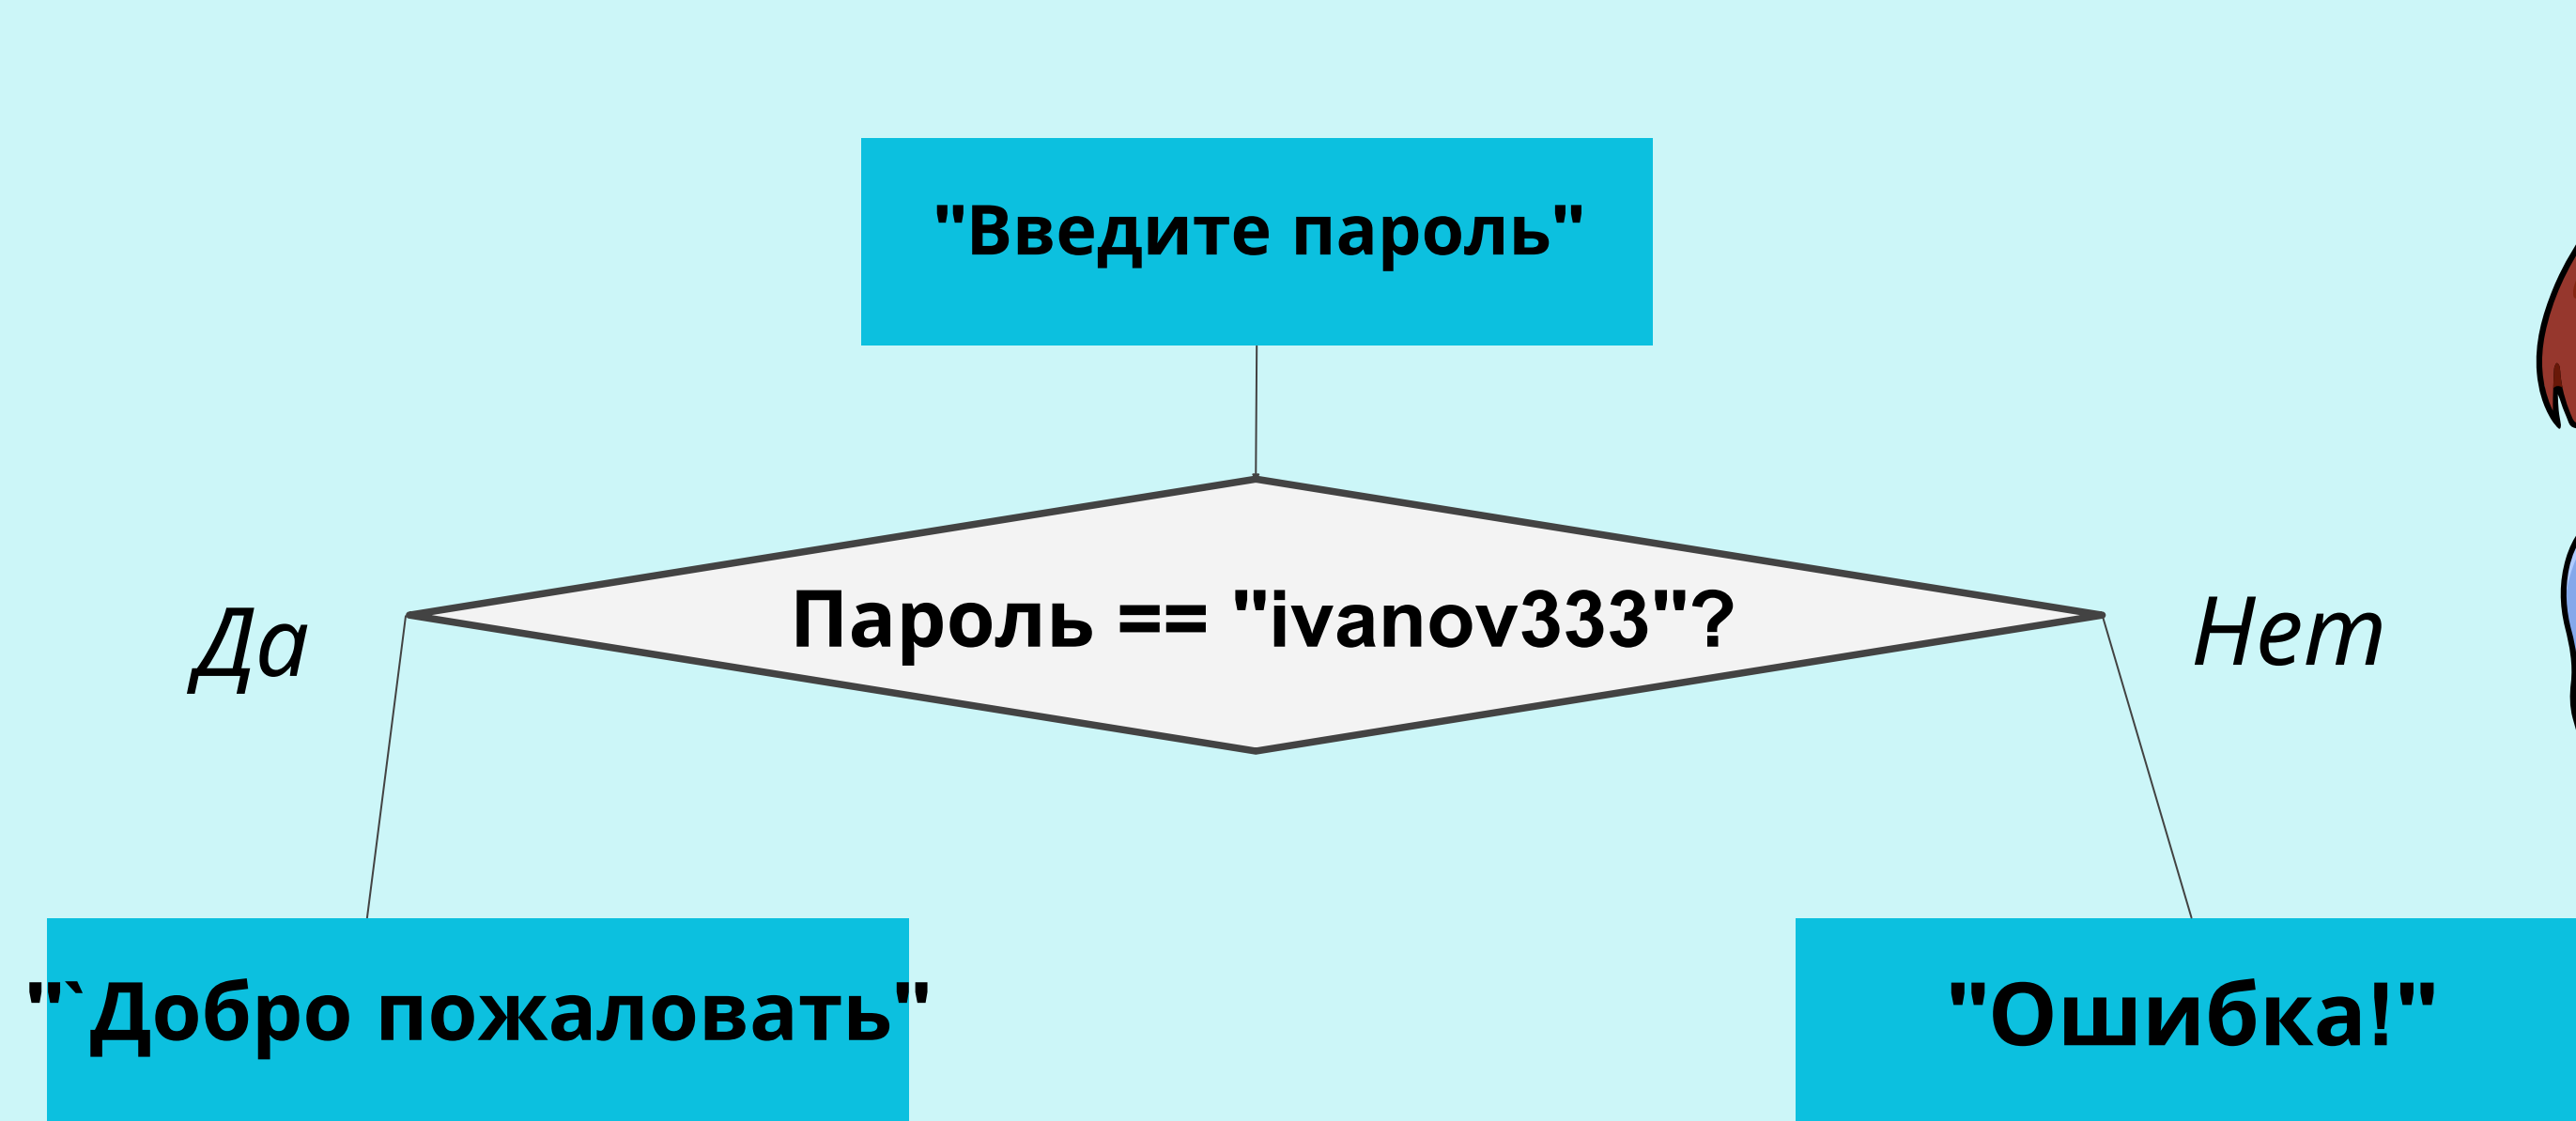 "Введите пароль"
Пароль == "ivanov333"?
Да
Нет
"`Добро пожаловать"
"Ошибка!"